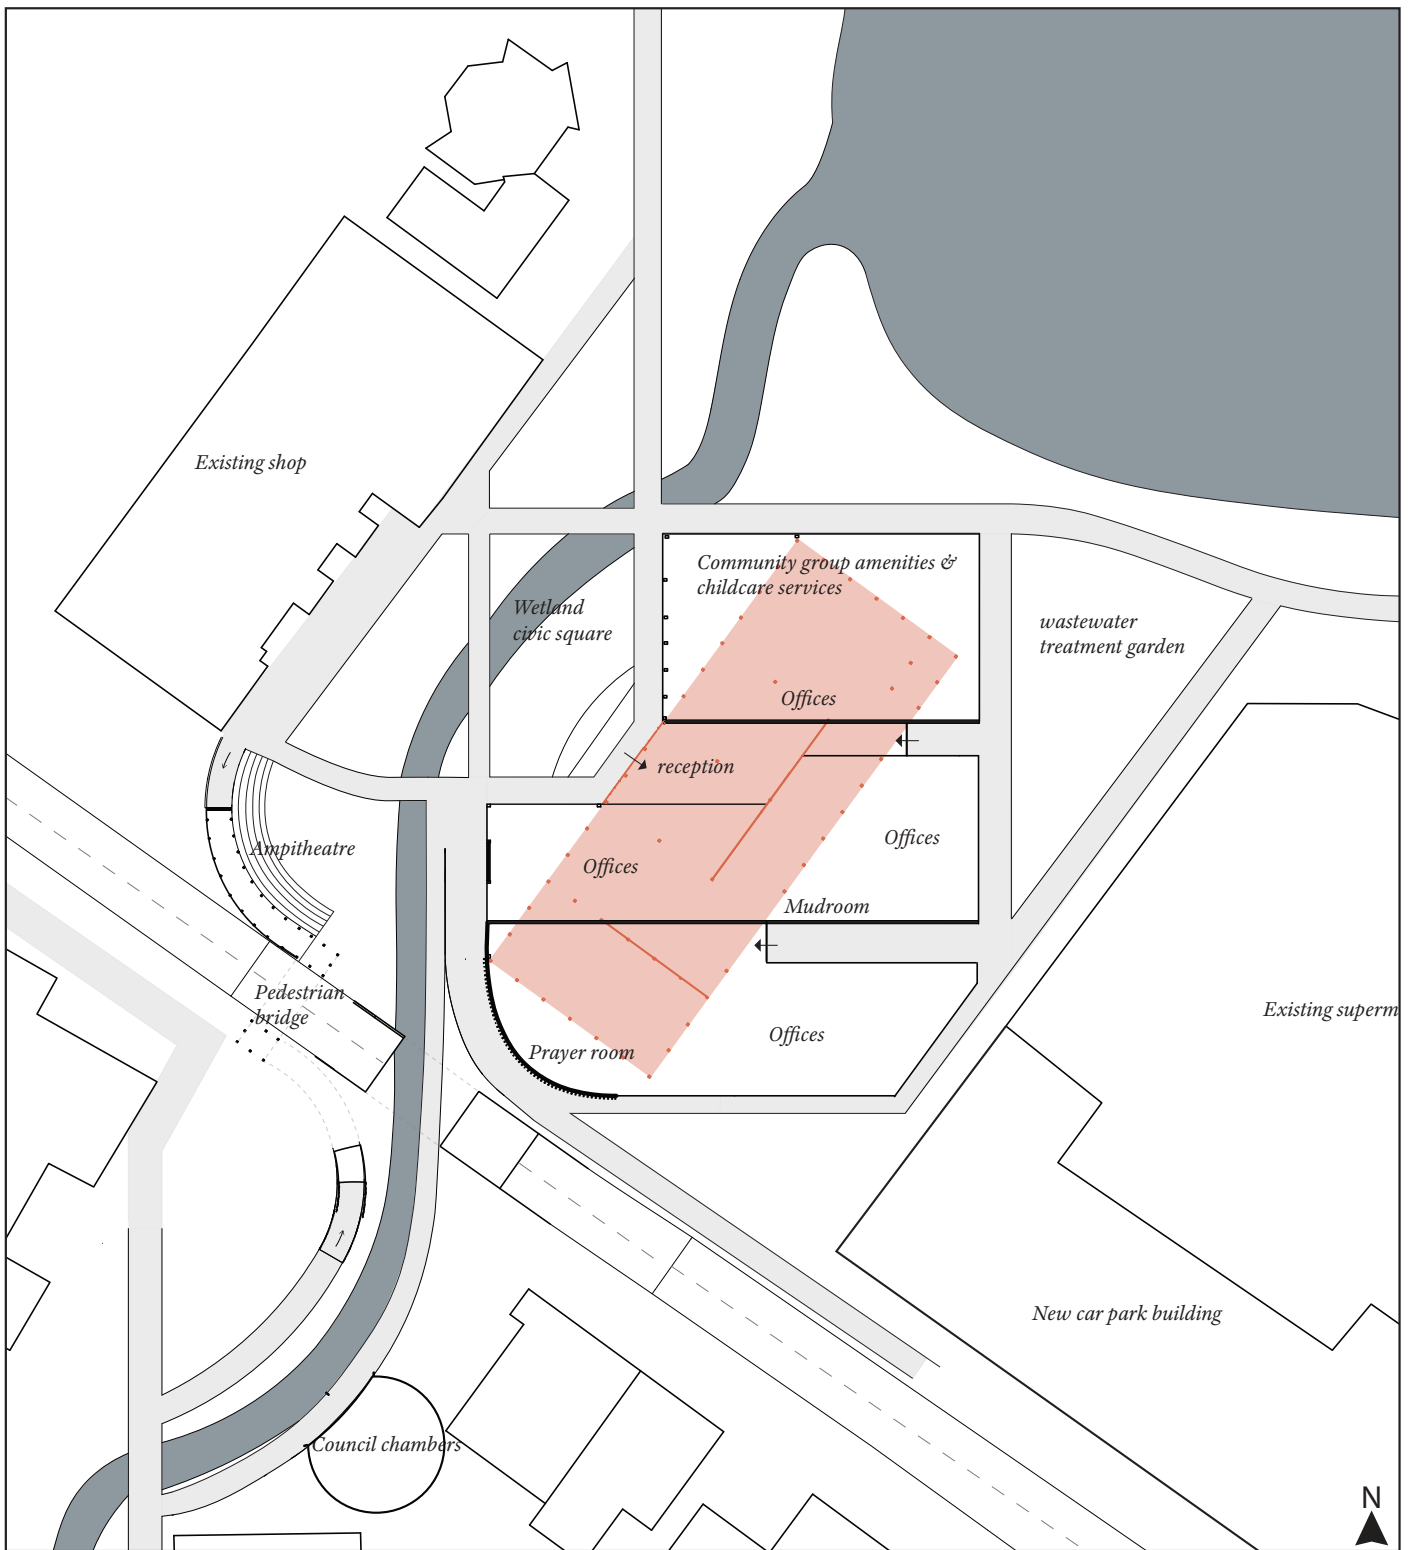 Existing shop
Community group amenities &
childcare services
Wetland
civic square
wastewater
treatment garden
Offices
reception
Offices
Ampitheatre
Offices
Mudroom
Pedestrian
bridge
Existing superm
Offices
Prayer room
New car park building
Council chambers
N